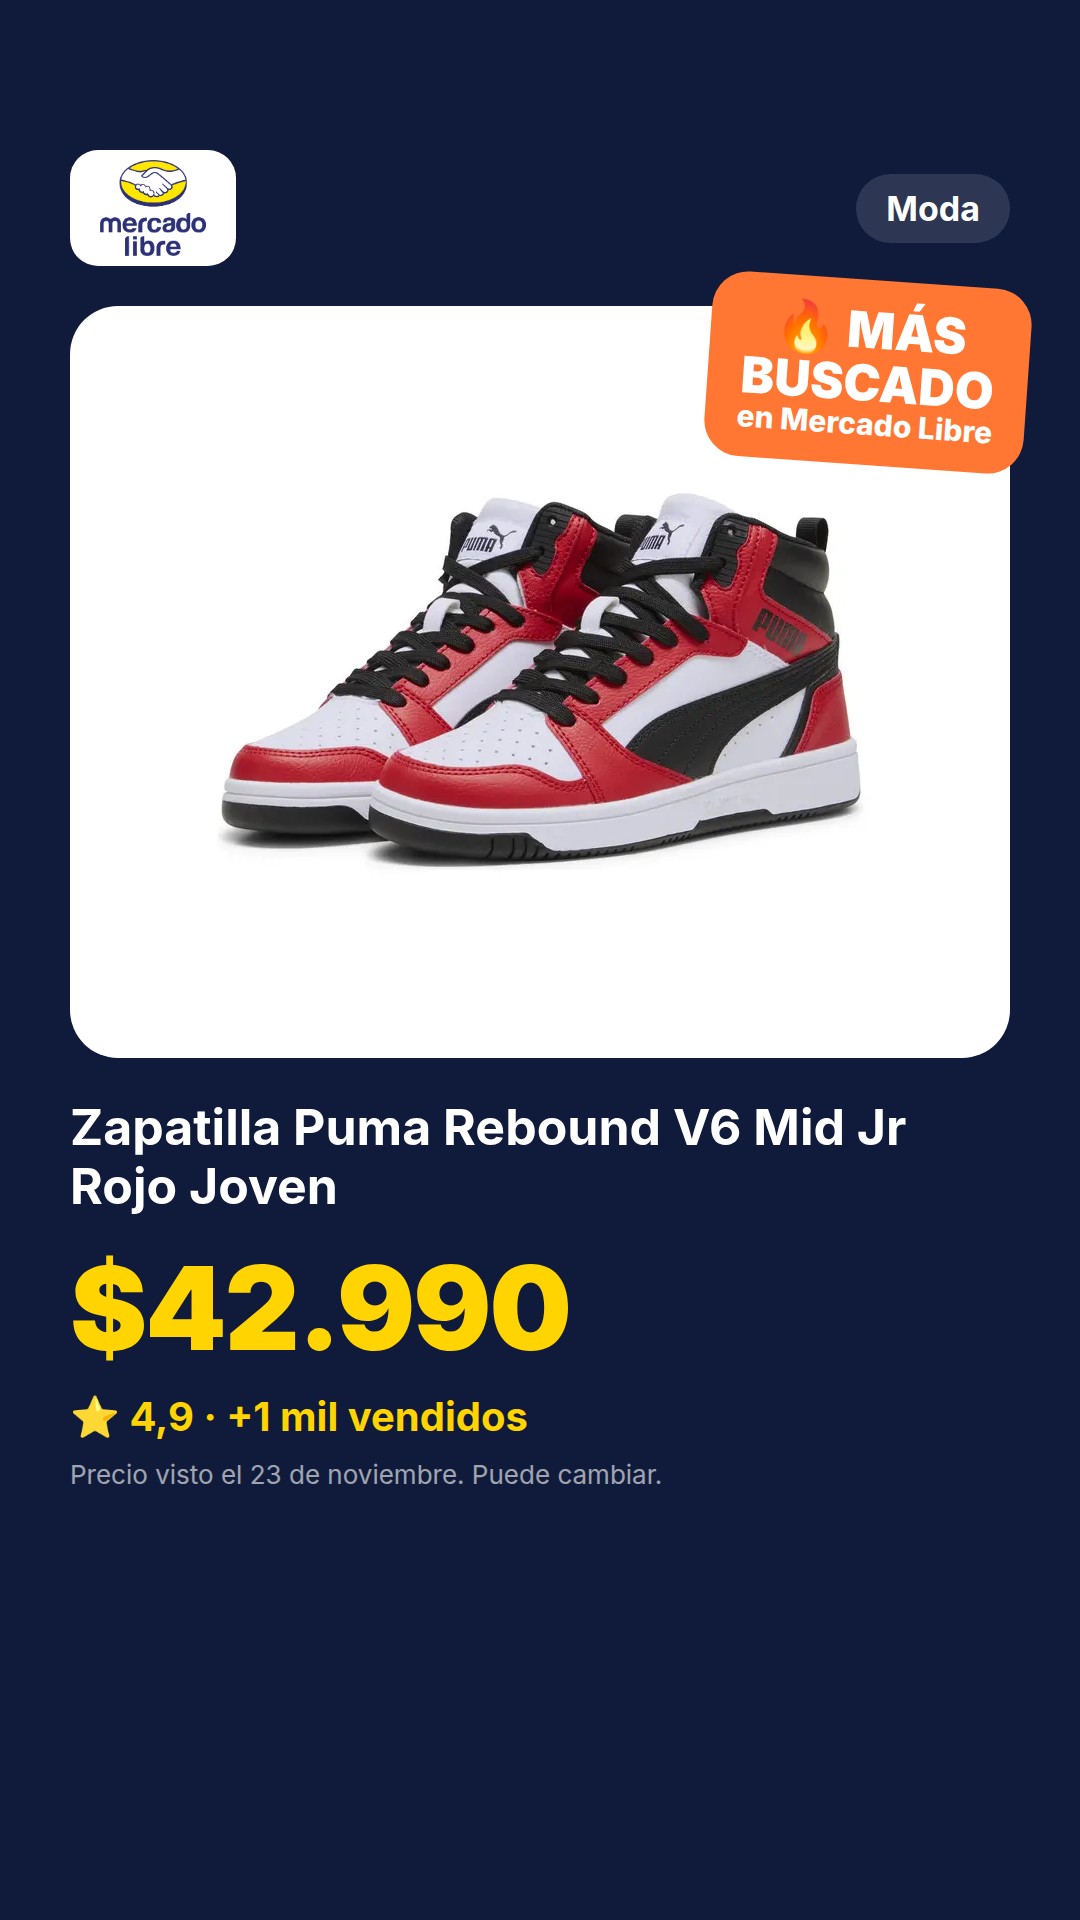 mercado
libre
Moda
🔥 MÁS
BUSCADO
en Mercado Libre
PUMA
PUMA
PUMA
Zapatilla Puma Rebound V6 Mid Jr
Rojo Joven
$42.990
⭐ 4,9 · +1 mil vendidos
Precio visto el 23 de noviembre. Puede cambiar.